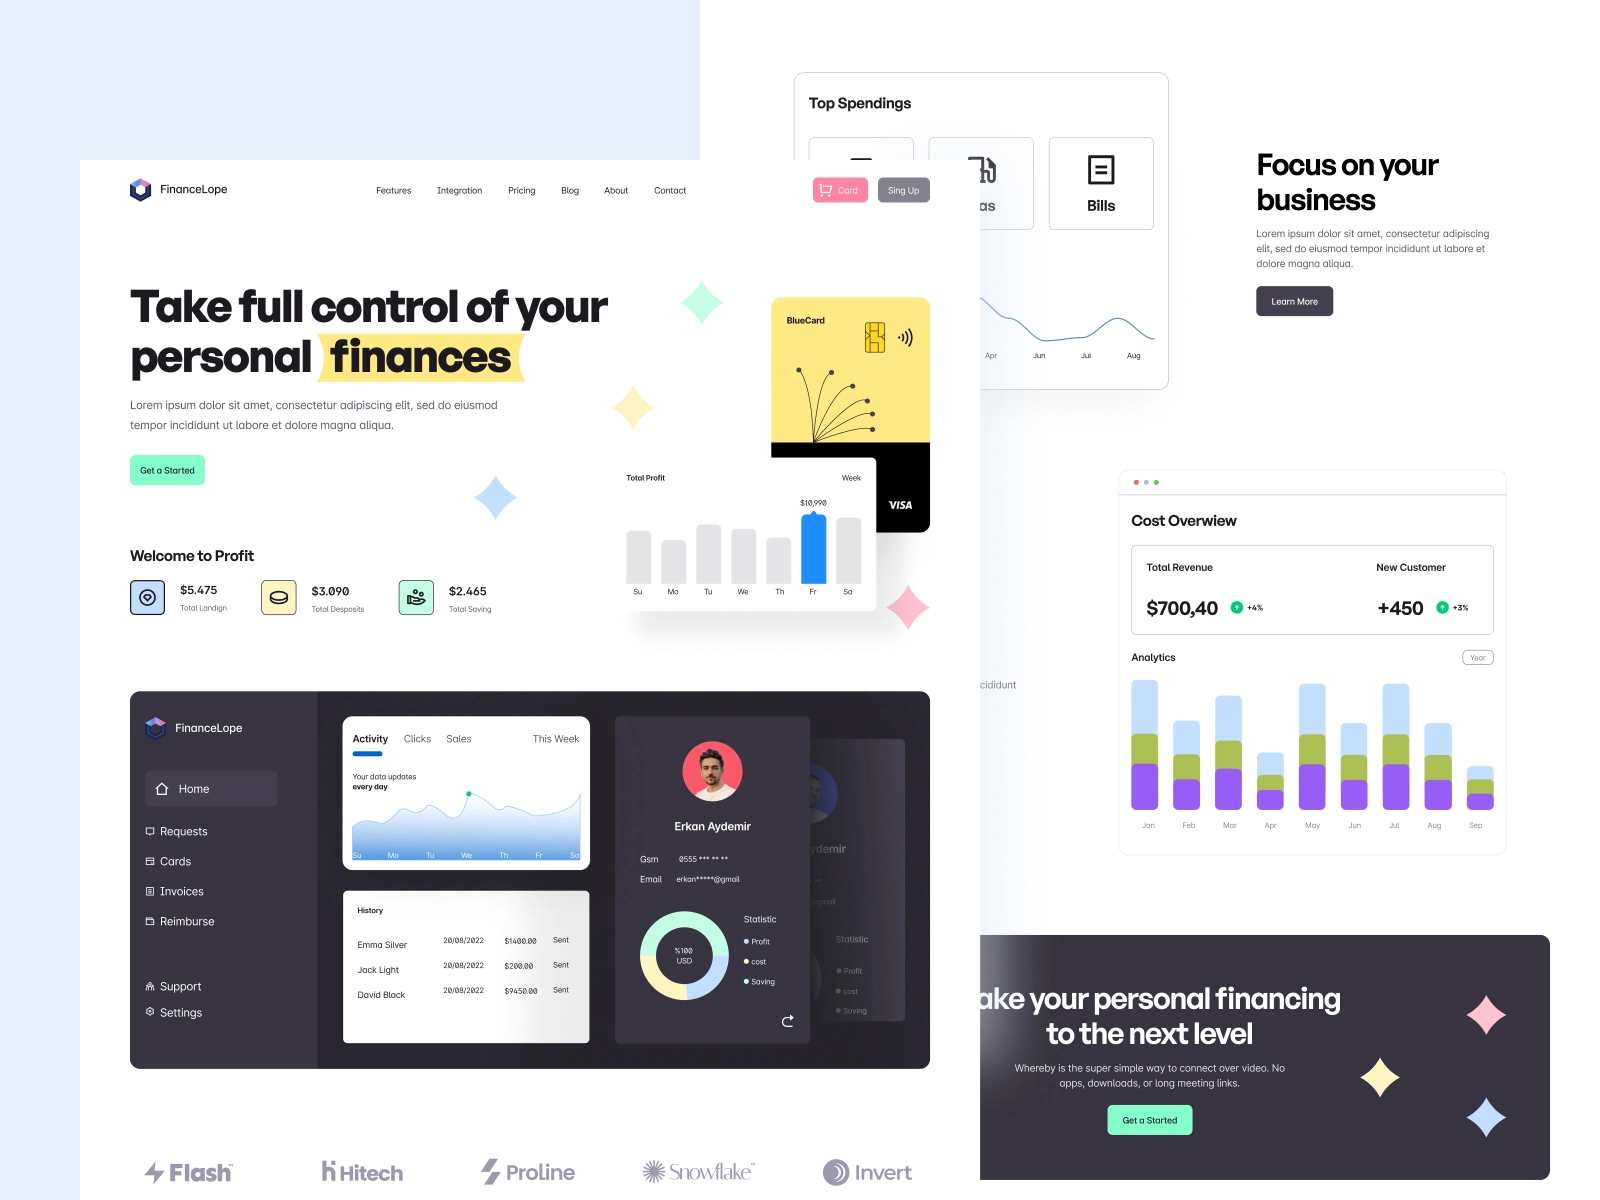 FinanceLope
Features
Integration
Pricing
Blog
About
Contact
Card
Sing Up
Take full control of your
personal finances
Lorem ipsum dolor sit amet, consectetur adipiscing elit, sed do eiusmod
tempor incididunt ut labore et dolore magna aliqua.
Get a Started
Welcome to Profit
$5.475
Total Landign
$3.090
Total Desposits
$2.465
Total Saving
BlueCard
VISA
Total Profit
Week
$10,990
Su Mo Tu We Th Fr Sa
FinanceLope
Home
Requests
Cards
Invoices
Reimburse
Support
Settings
Activity
Clicks
Sales
This Week
Your data updates
every day
Su Mo Tu We Th Fr Sa
History
Emma Silver 20/08/2022 $1400.00 Sent
Jack Light 20/08/2022 $200.00 Sent
David Black 20/08/2022 $9450.00 Sent
Erkan Aydemir
Gsm 0555 *** ** **
Email erkan*****@gmail
%100
USD
Statistic
Profit
cost
Saving
ydemir
@gmail
Statistic
Profit
cost
Saving
Flash™
Hitech
Proline
Snowflake™
Invert
Top Spendings
as
Bills
Apr Jun Jul Aug
Focus on your
business
Lorem ipsum dolor sit amet, consectetur adipiscing
elit, sed do eiusmod tempor incididunt ut labore et
dolore magna aliqua.
Learn More
cididunt
Cost Overwiew
Total Revenue
$700,40
+4%
New Customer
+450
+3%
Analytics
Year
Jan Feb Mar Apr May Jun Jul Aug Sep
ake your personal financing
to the next level
Whereby is the super simple way to connect over video. No
apps, downloads, or long meeting links.
Get a Started